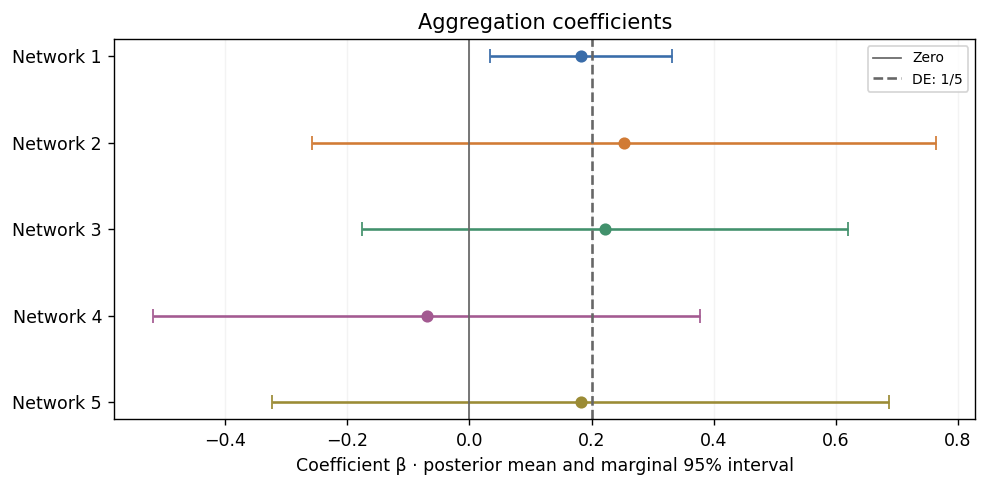 Aggregation coefficients
Network 1
Network 2
Network 3
Network 4
Network 5
Zero
DE: 1/5
−0.4
−0.2
0.0
0.2
0.4
0.6
0.8
Coefficient β · posterior mean and marginal 95% interval